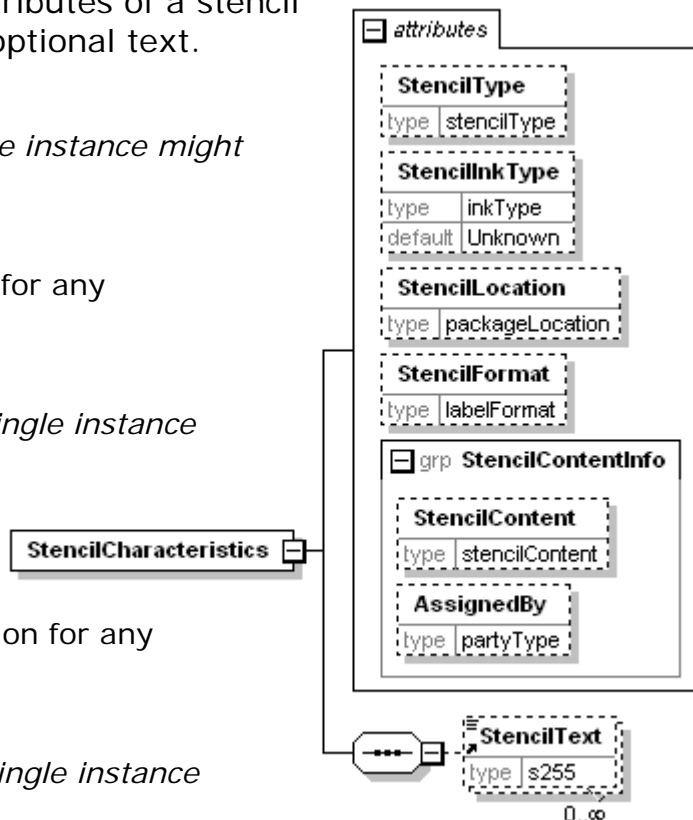 ributes of a stencil
optional text.
e instance might
for any
ingle instance
on for any
ingle instance
attributes
StencilType
type stencilType
StencilInkType
type inkType
default Unknown
StencilLocation
type packageLocation
StencilFormat
type labelFormat
grp StencilContentInfo
StencilContent
type stencilContent
AssignedBy
type partyType
StencilCharacteristics
StencilText
type s255
0..∞